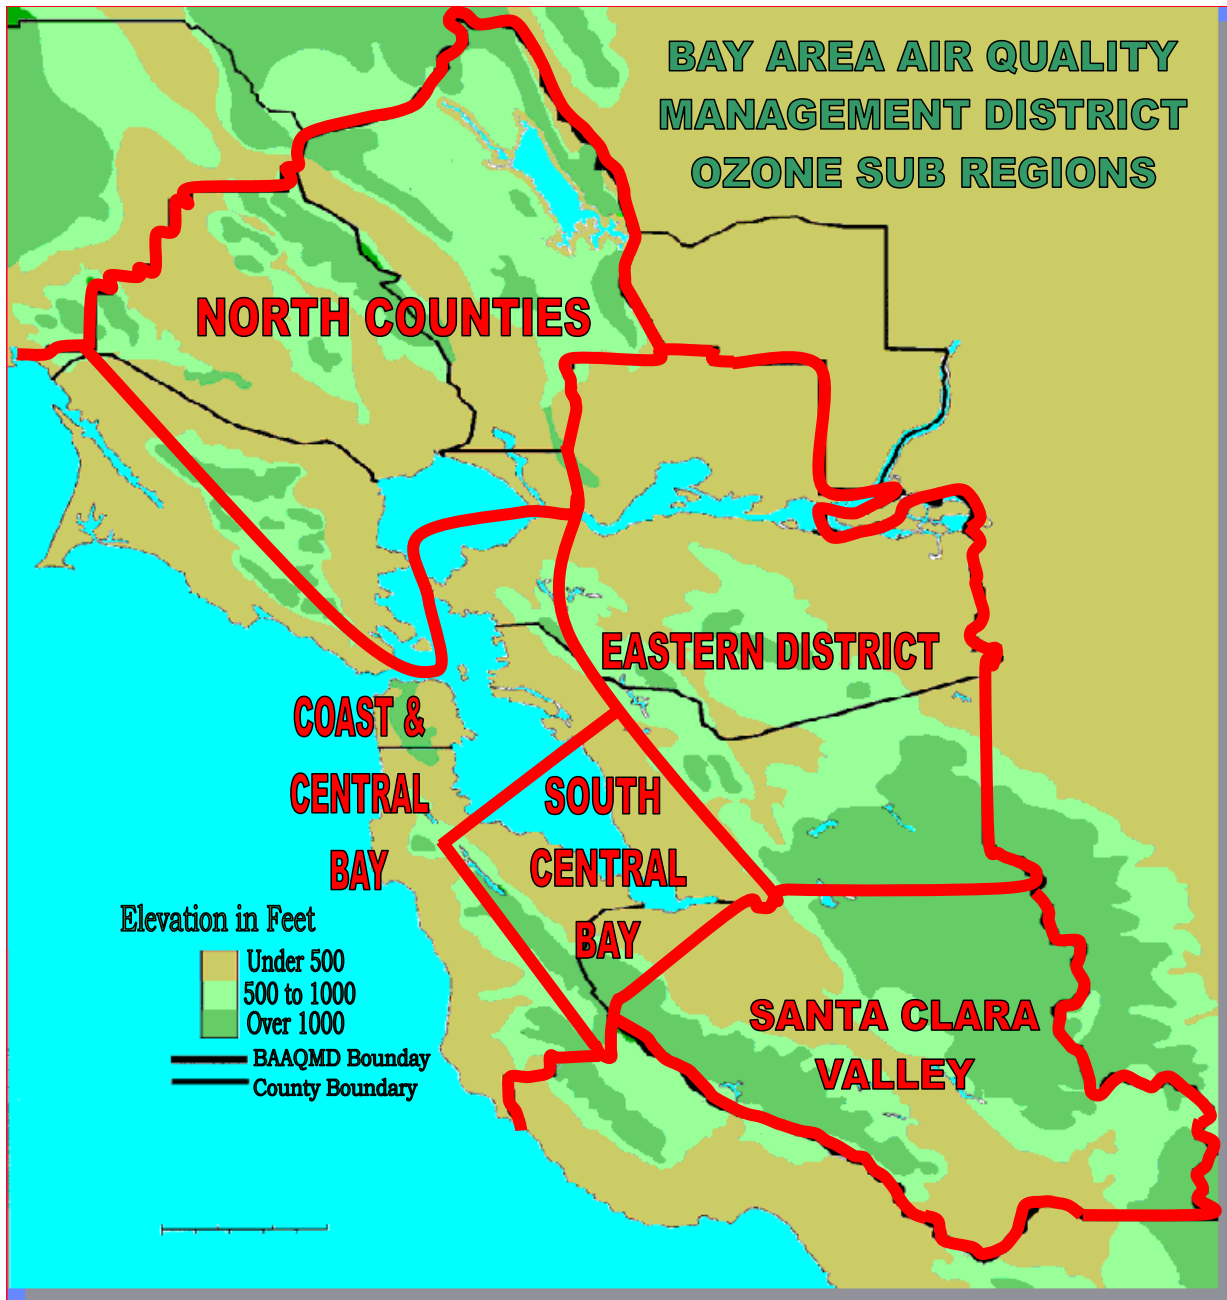 BAY AREA AIR QUALITY
MANAGEMENT DISTRICT
OZONE SUB REGIONS
NORTH COUNTIES
EASTERN DISTRICT
COAST &
CENTRAL
BAY
SOUTH
CENTRAL
BAY
SANTA CLARA
VALLEY
Elevation in Feet
Under 500
500 to 1000
Over 1000
BAAQMD Bounday
County Boundary